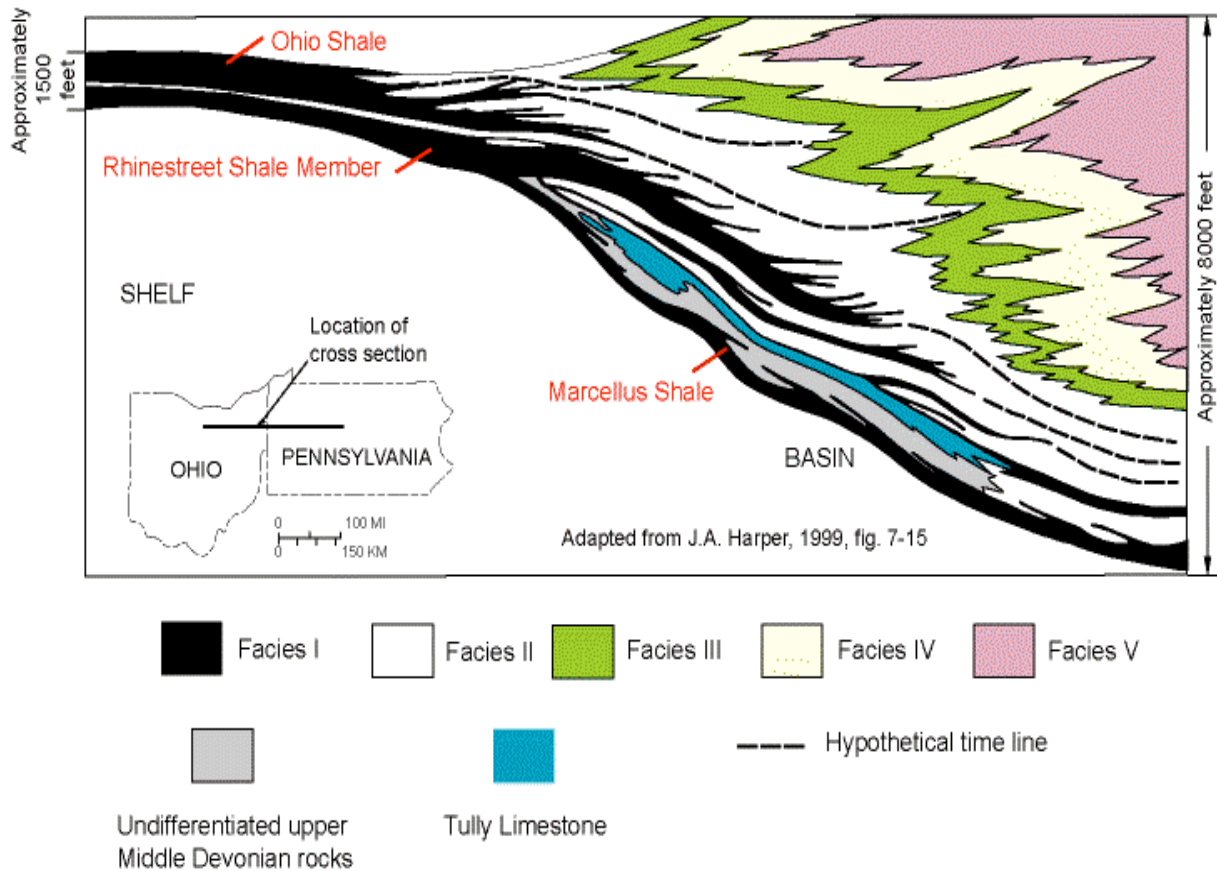 Approximately
1500
feet
Ohio Shale
Rhinestreet Shale Member
SHELF
Location of
cross section
Marcellus Shale
BASIN
OHIO
PENNSYLVANIA
0 100 MI
0 150 KM
Adapted from J.A. Harper, 1999, fig. 7-15
Approximately 8000 feet
Facies I
Facies II
Facies III
Facies IV
Facies V
Hypothetical time line
Undifferentiated upper
Middle Devonian rocks
Tully Limestone